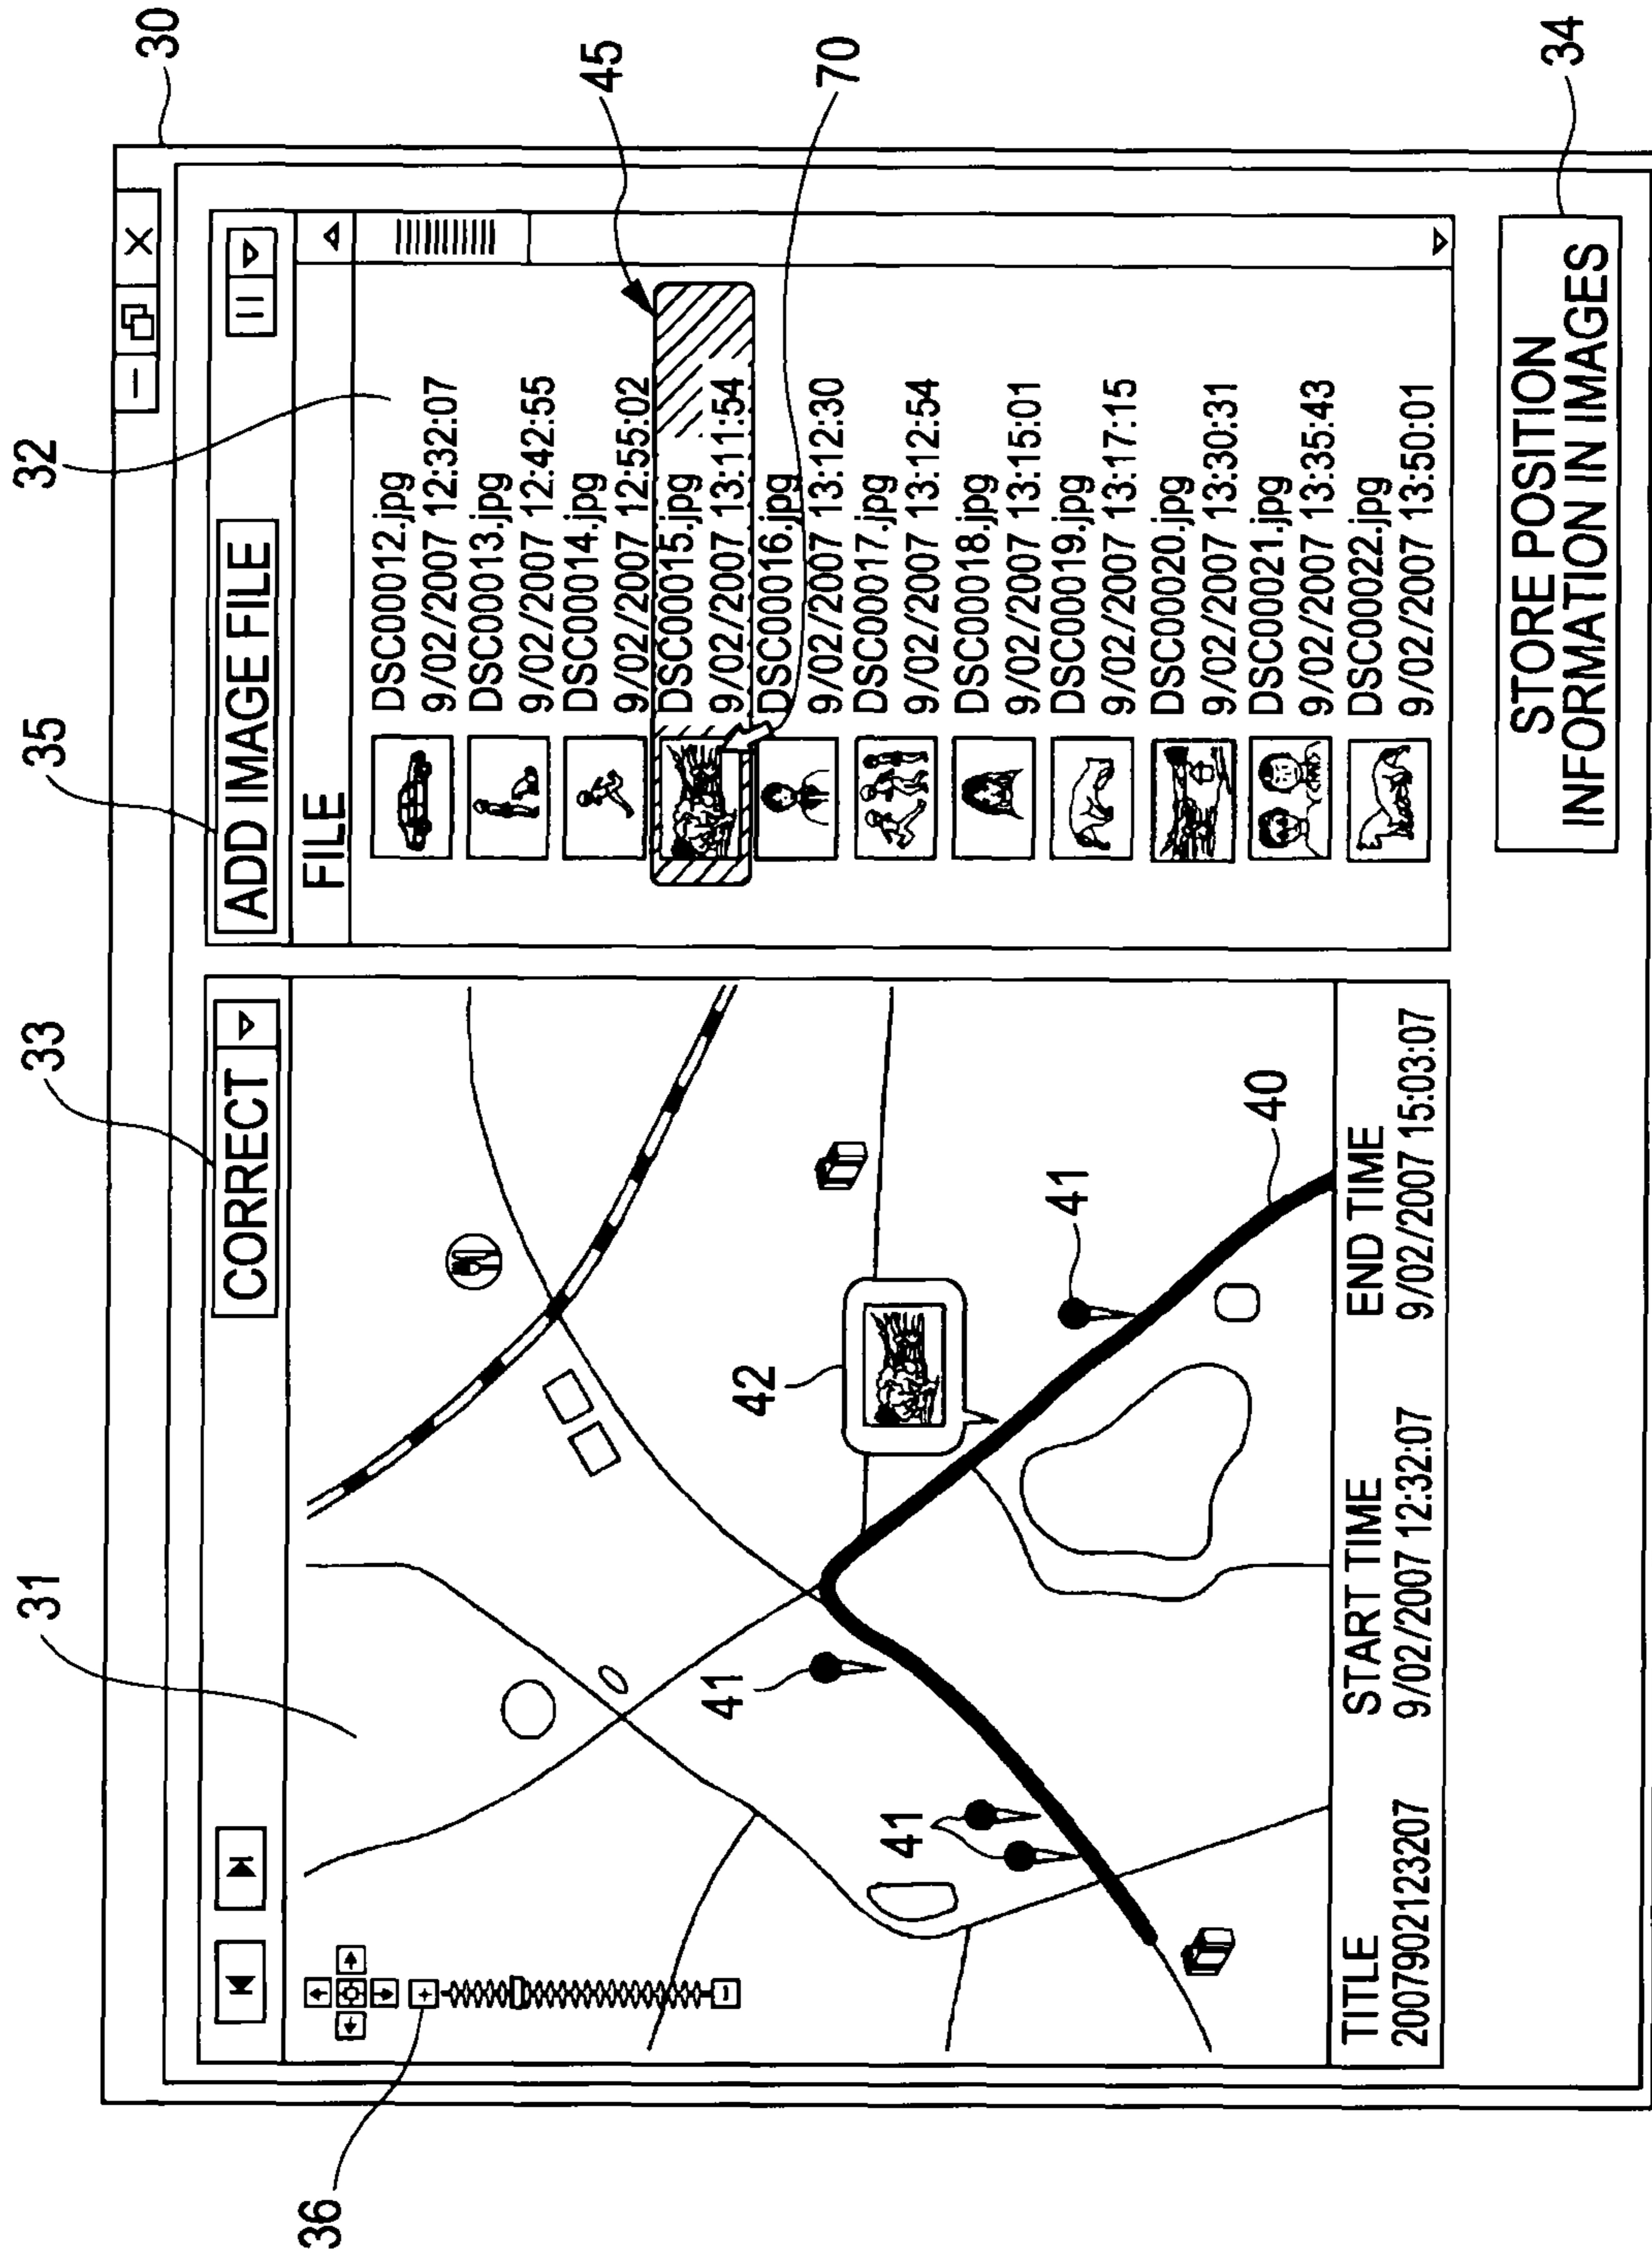 30
31
33
35
32
CORRECT
ADD IMAGE FILE
FILE
36
+
-
DSC00012.jpg
9/02/2007 12:32:07
DSC00013.jpg
9/02/2007 12:42:55
DSC00014.jpg
9/02/2007 12:55:02
45
DSC00015.jpg
9/02/2007 13:11:54
DSC00016.jpg
9/02/2007 13:12:30
70
DSC00017.jpg
9/02/2007 13:12:54
DSC00018.jpg
9/02/2007 13:15:01
DSC00019.jpg
9/02/2007 13:17:15
DSC00020.jpg
9/02/2007 13:30:31
DSC00021.jpg
9/02/2007 13:35:43
DSC00022.jpg
9/02/2007 13:50:01
41
42
41
41
40
TITLE START TIME END TIME
2007902123207 9/02/2007 12:32:07 9/02/2007 15:03:07
STORE POSITION
INFORMATION IN IMAGES
34